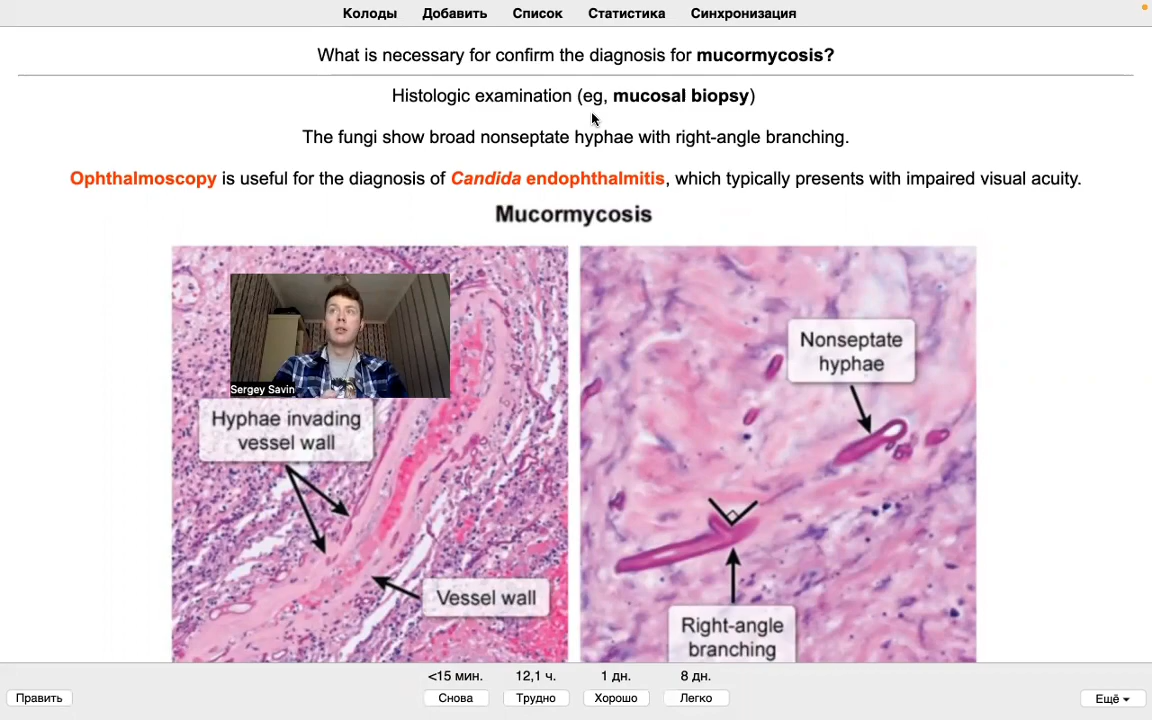 Колоды Добавить Список Статистика Синхронизация
What is necessary for confirm the diagnosis for mucormycosis?
Histologic examination (eg, mucosal biopsy)
The fungi show broad nonseptate hyphae with right-angle branching.
Ophthalmoscopy is useful for the diagnosis of Candida endophthalmitis, which typically presents with impaired visual acuity.
Mucormycosis
Sergey Savin
Hyphae invading
vessel wall
Vessel wall
Nonseptate
hyphae
Right-angle
branching
<15 мин. 12,1 ч. 1 дн. 8 дн.
Править Снова Трудно Хорошо Легко Ещё